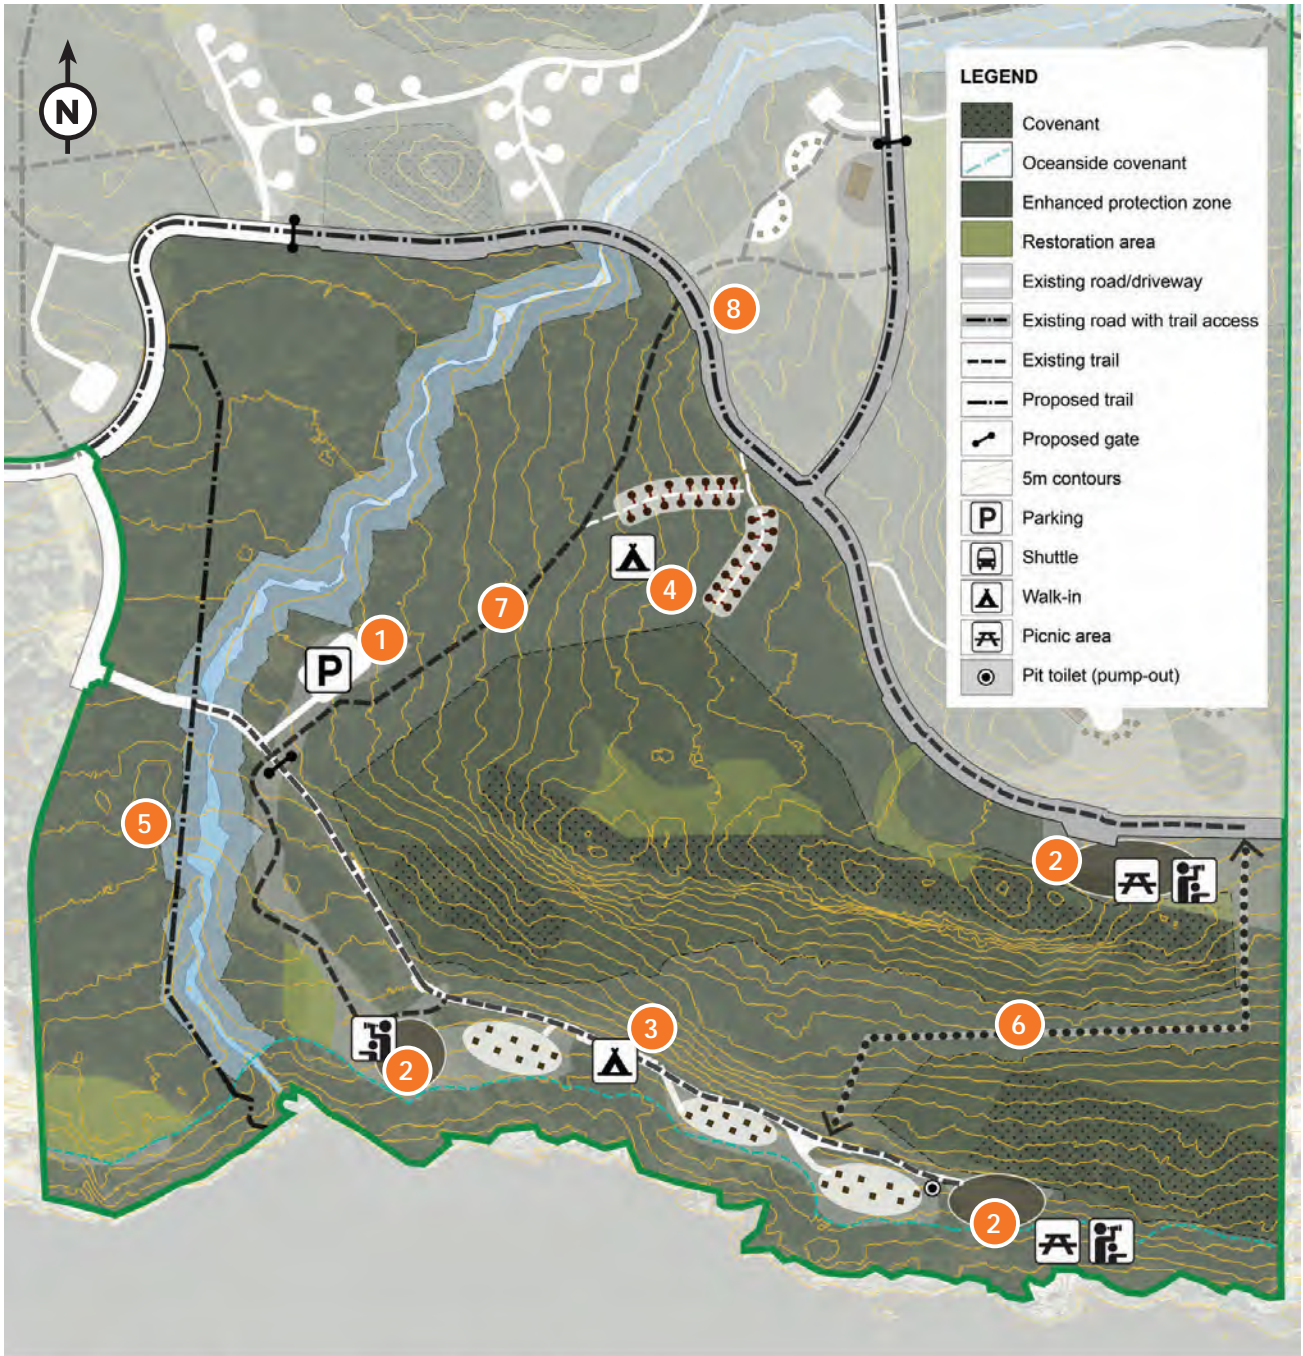 N
LEGEND
Covenant
Oceanside covenant
Enhanced protection zone
Restoration area
Existing road/driveway
Existing road with trail access
Existing trail
Proposed trail
Proposed gate
5m contours
P Parking
Shuttle
Walk-in
Picnic area
Pit toilet (pump-out)
8
4
7
1
P
5
2
6
3
2
2